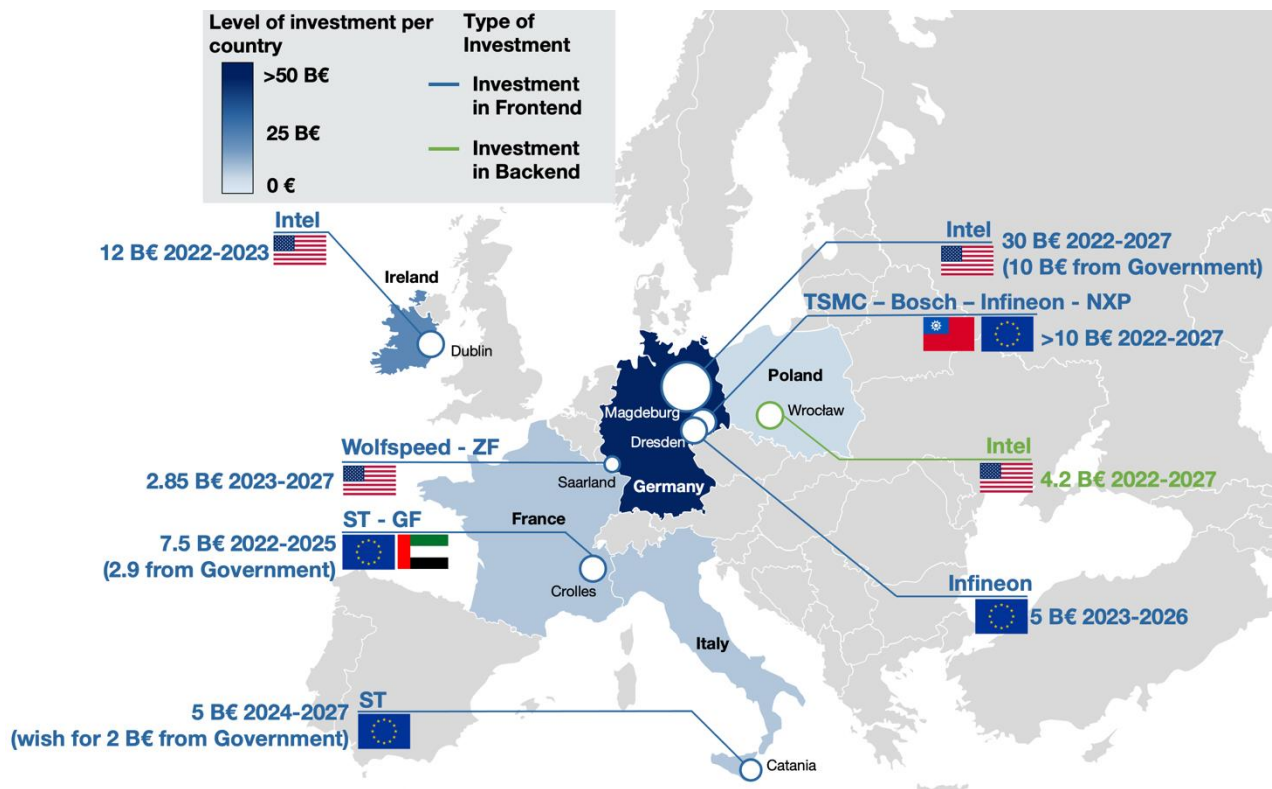 Level of investment per
country
>50 B€
25 B€
0 €
Type of
Investment
Investment
in Frontend
Investment
in Backend
Intel
12 B€ 2022-2023
Ireland
Dublin
Intel
30 B€ 2022-2027
(10 B€ from Government)
TSMC – Bosch – Infineon - NXP
>10 B€ 2022-2027
Poland
Wrocław
Magdeburg
Dresden
Wolfspeed - ZF
2.85 B€ 2023-2027
Saarland
Germany
Intel
4.2 B€ 2022-2027
ST - GF
7.5 B€ 2022-2025
(2.9 from Government)
France
Crolles
Infineon
5 B€ 2023-2026
Italy
ST
5 B€ 2024-2027
(wish for 2 B€ from Government)
Catania